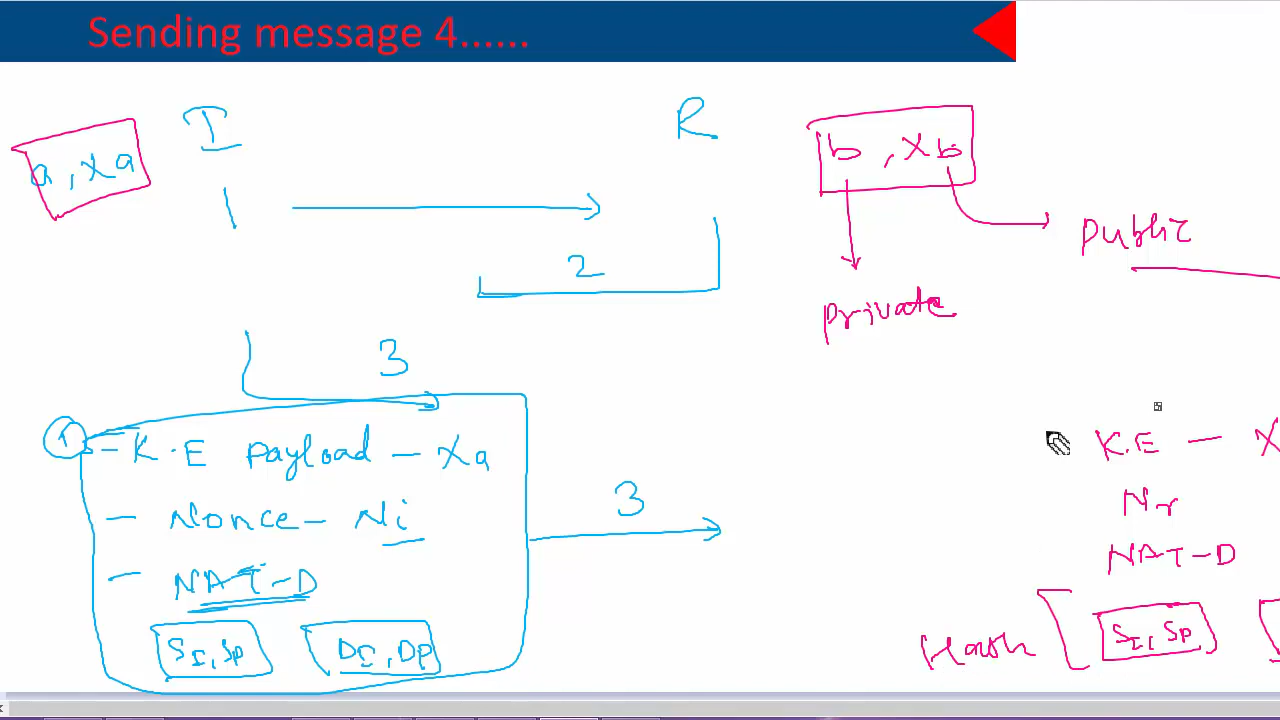 Sending message 4......
I
R
a, Xa
b, Xb
Public
2
Private
3
1
- K.E payload - Xa
- Nonce - Ni
- NAT-D
SI, Sp
DI, Dp
3
K.E - X
Nr
NAT-D
Hash [ SI, Sp